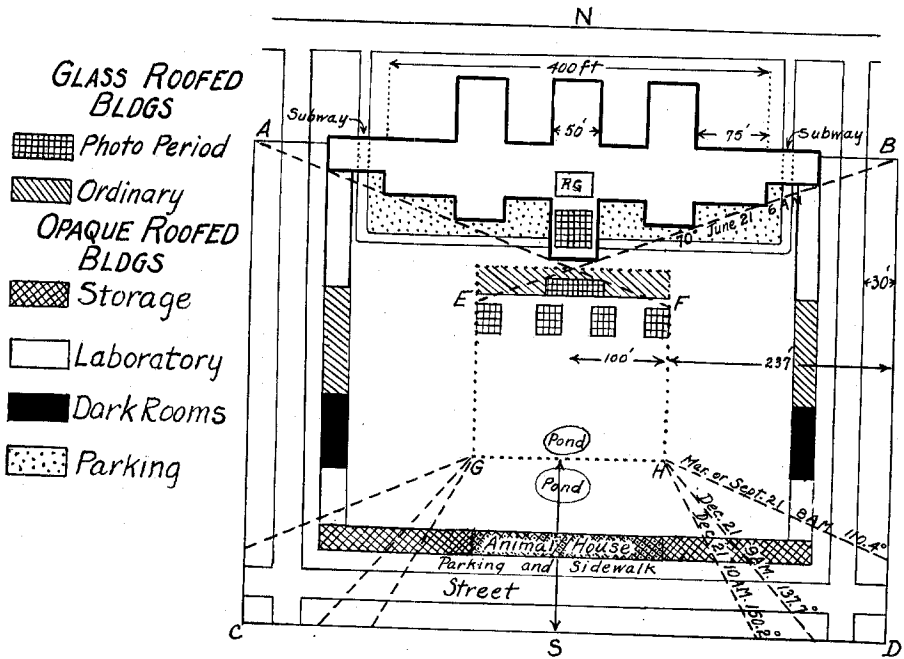 N
GLASS ROOFED
BLDGS
Photo Period
Ordinary
OPAQUE ROOFED
BLDGS
Storage
Laboratory
Dark Rooms
Parking
400 ft
Subway
50'
75'
Subway
A
B
RG
70° June 21 6 AM
30'
E
F
100'
237'
Pond
G
Pond
H
Mar. or Sept. 21 8 AM. 110.4°
Dec. 21 9 AM. 137.7°
Dec. 21 10 AM. 150.2°
Animal House
Parking and Sidewalk
Street
C
S
D